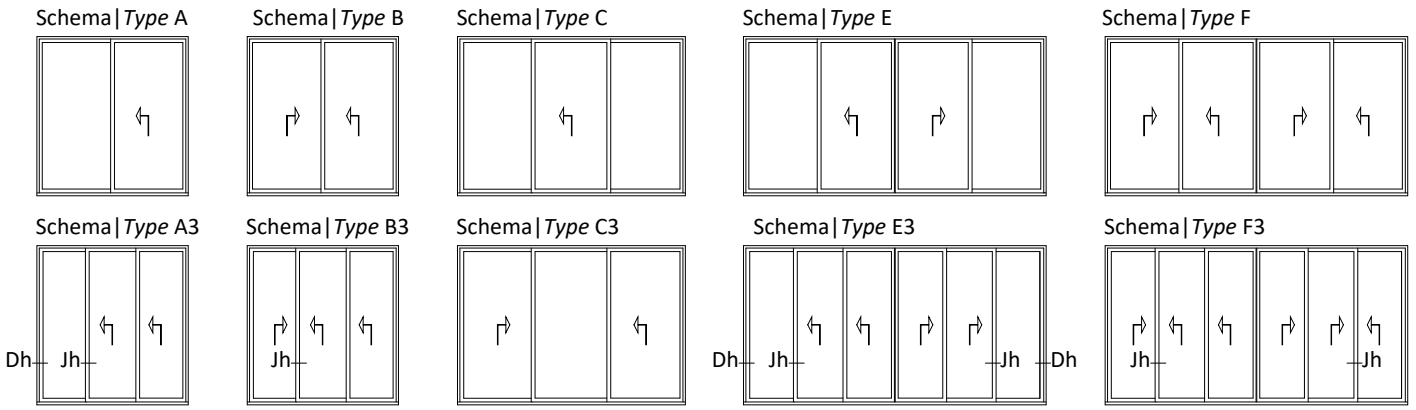 Schema|Type A
Schema|Type B
Schema|Type C
Schema|Type E
Schema|Type F
Schema|Type A3
Schema|Type B3
Schema|Type C3
Schema|Type E3
Schema|Type F3
Dh Jh
Jh
Dh Jh
Jh Dh
Jh
Jh